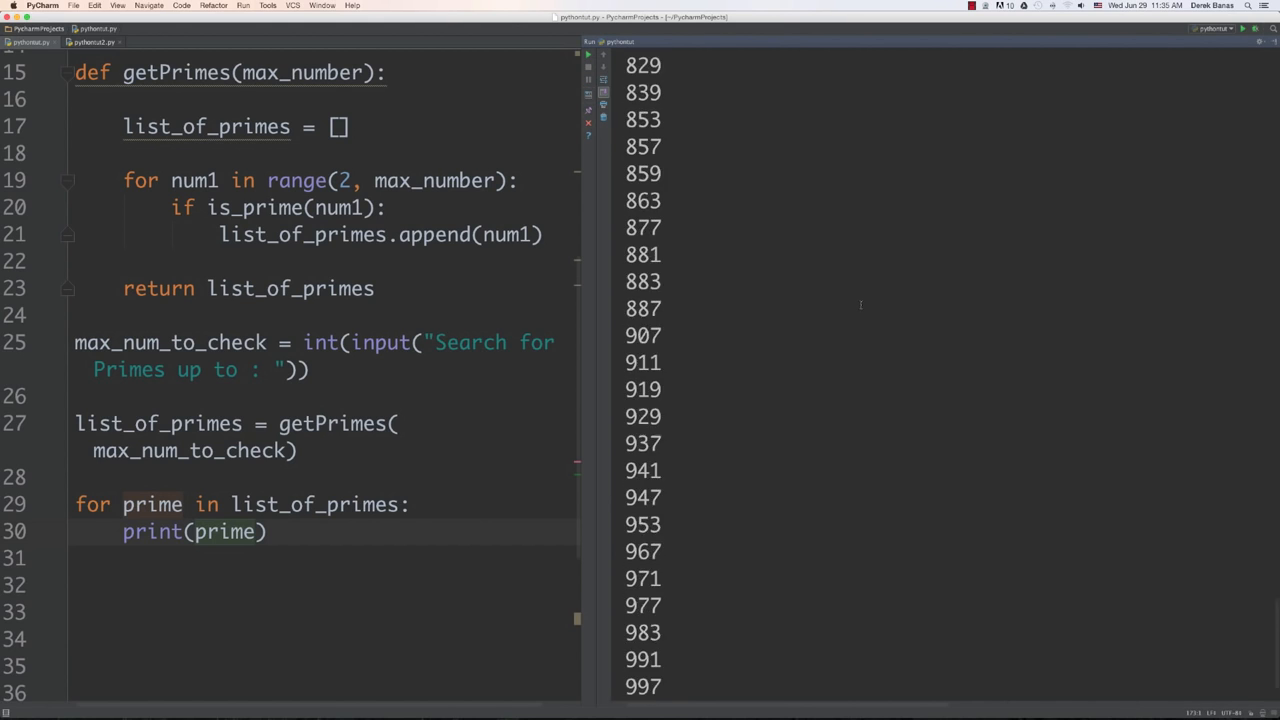 PyCharm File Edit View Navigate Code Refactor Run Tools VCS Window Help 10 Wed Jun 29 11:35 AM Derek Banas
pythontut.py - PycharmProjects - [~/PycharmProjects]
PycharmProjects pythontut.py pythontut
pythontut.py pythontut2.py
Run pythontut
15 def getPrimes(max_number):
16
17 list_of_primes = []
18
19 for num1 in range(2, max_number):
20 if is_prime(num1):
21 list_of_primes.append(num1)
22
23 return list_of_primes
24
25 max_num_to_check = int(input("Search for
Primes up to : "))
26
27 list_of_primes = getPrimes(
max_num_to_check)
28
29 for prime in list_of_primes:
30 print(prime)
31
32
33
34
35
36
829
839
853
857
859
863
877
881
883
887
907
911
919
929
937
941
947
953
967
971
977
983
991
997
173:1 LF÷ UTF-8÷